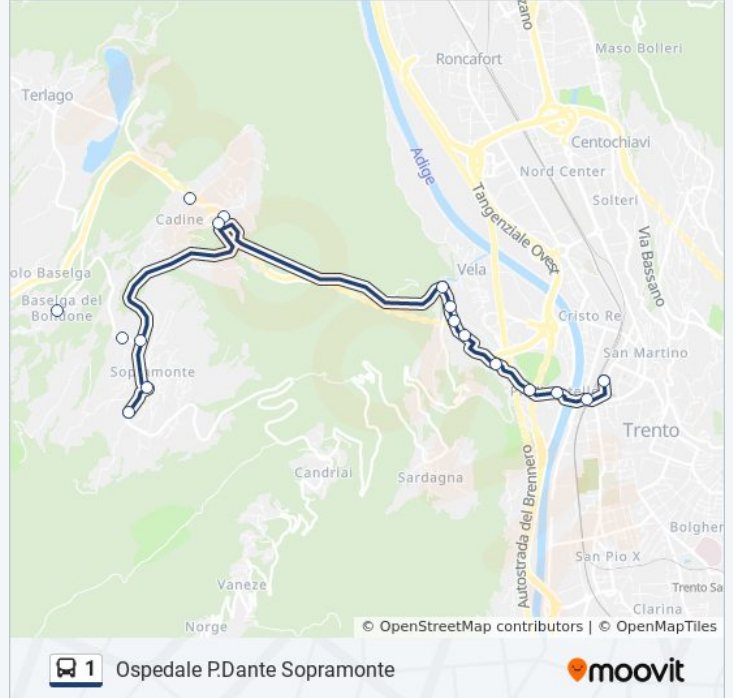 zano
Maso Bolleri
Roncafort
Terlago
Centochiavi
Adige
Nord Center
Solteri
Tangenziale Ovest
Cadine
Via Bassano
Vela
olo Baselga
Baselga del
Bondone
Cristo Re
San Martino
Sopramonte
Trento
Candriai
Sardagna
Autostrada del Brennero
Bolgher
San Pio X
Vaneze
Trento Sa
Clarina
Norge
© OpenStreetMap contributors | © OpenMapTiles
1 Ospedale P.Dante Sopramonte
moovit